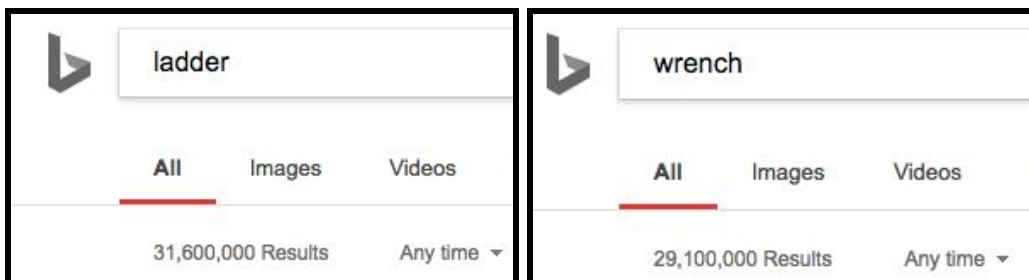 ladder
All Images Videos
31,600,000 Results Any time
wrench
All Images Videos
29,100,000 Results Any time